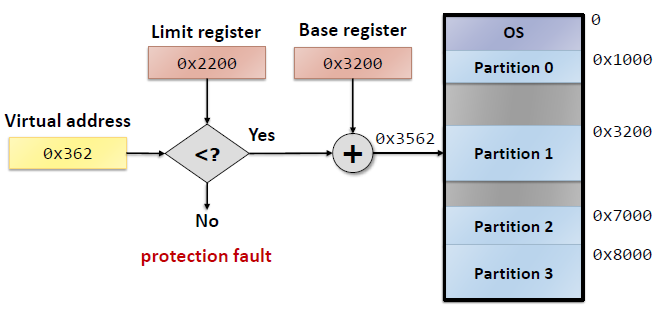 Limit register
0x2200
Base register
0x3200
Virtual address
0x362
<?
Yes
+
0x3562
No
protection fault
OS
Partition 0
Partition 1
Partition 2
Partition 3
0
0x1000
0x3200
0x7000
0x8000